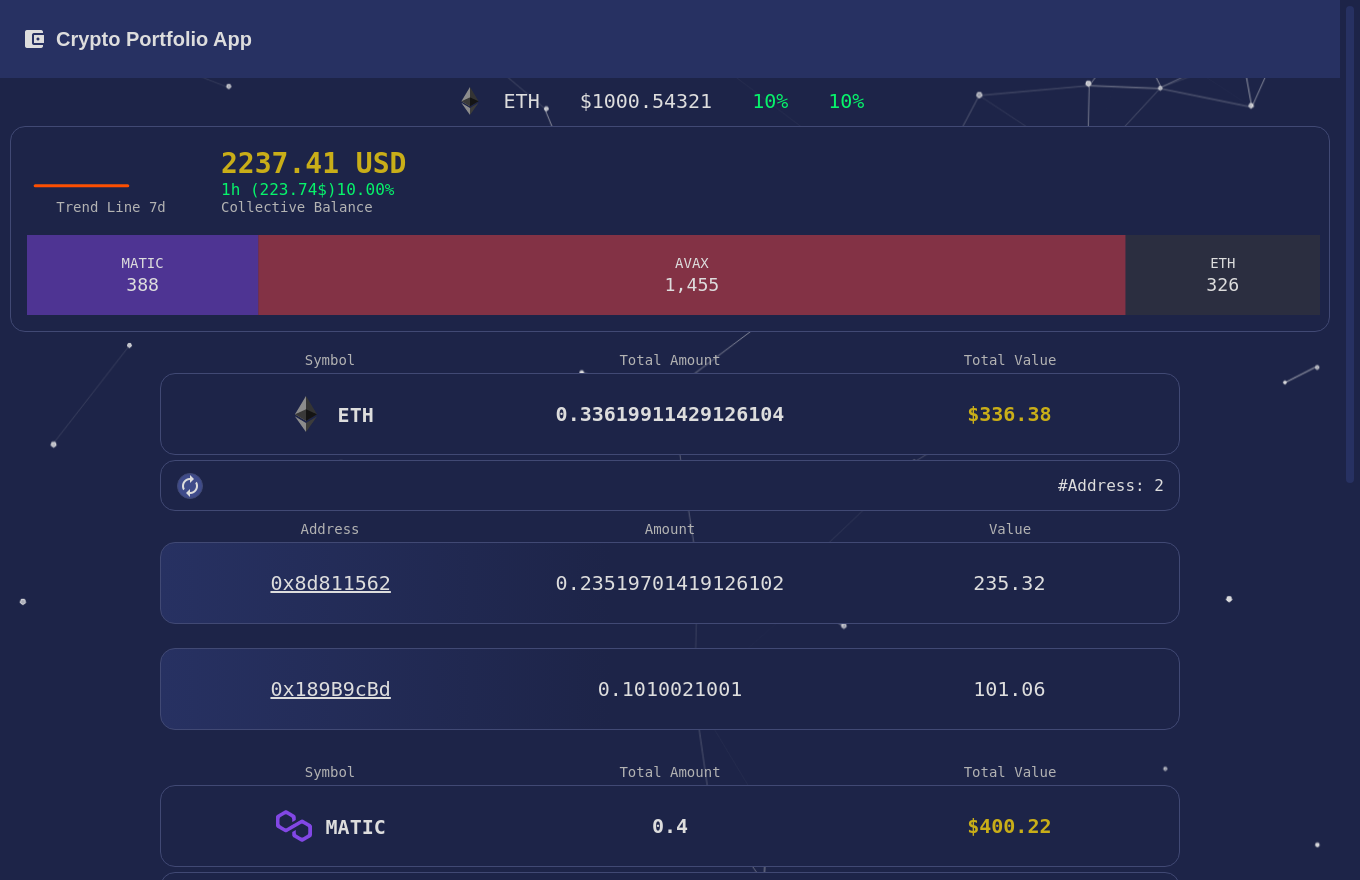 Crypto Portfolio App
ETH $1000.54321 10% 10%
2237.41 USD
1h (223.74$)10.00%
Trend Line 7d
Collective Balance
MATIC
388
AVAX
1,455
ETH
326
Symbol Total Amount Total Value
ETH 0.33619911429126104 $336.38
#Address: 2
Address Amount Value
0x8d811562 0.23519701419126102 235.32
0x189B9cBd 0.1010021001 101.06
Symbol Total Amount Total Value
MATIC 0.4 $400.22